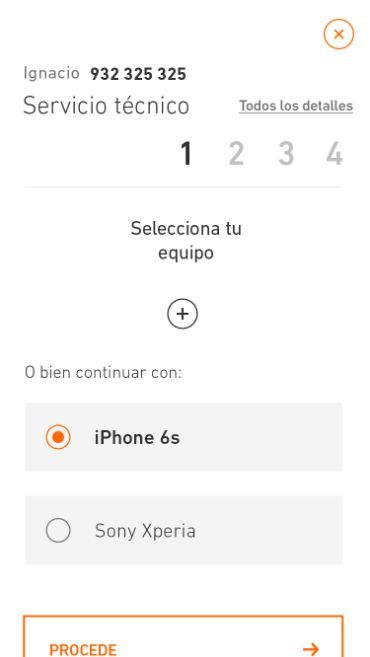 Ignacio 932 325 325
Servicio técnico Todos los detalles
1 2 3 4
Selecciona tu
equipo
O bien continuar con:
iPhone 6s
Sony Xperia
PROCEDE